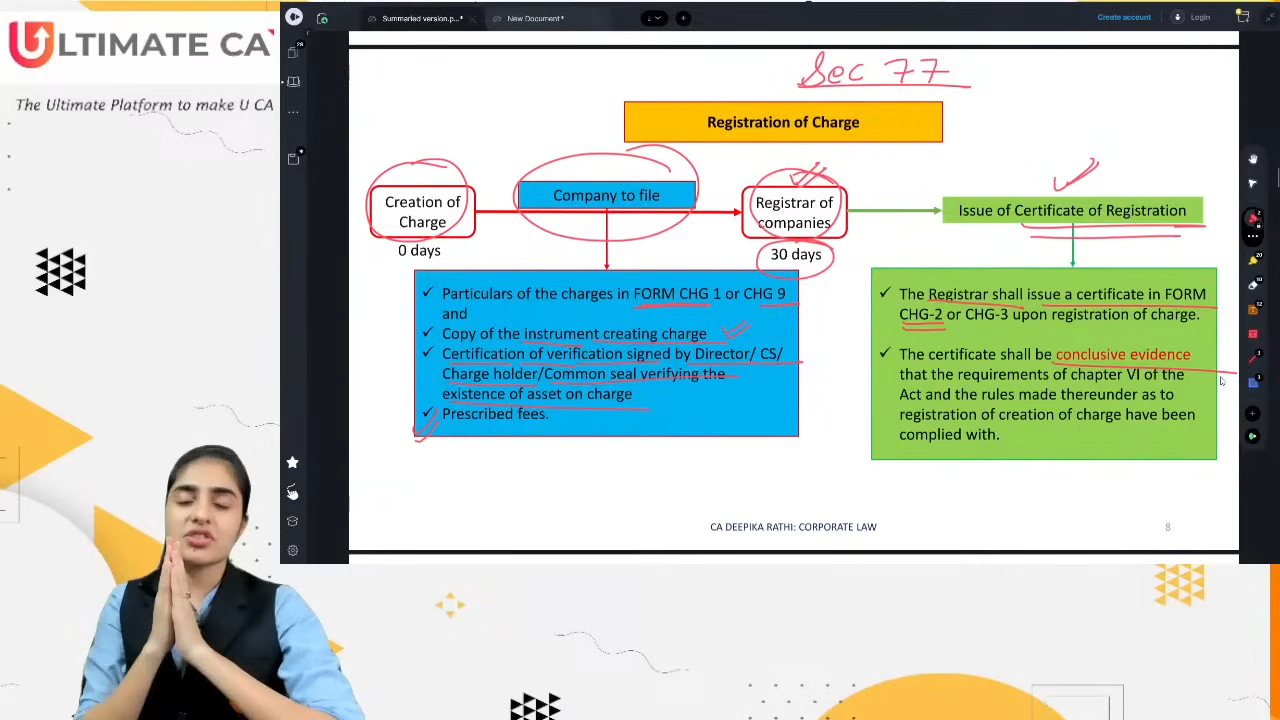 ULTIMATE CA
The Ultimate Platform to make U CA
Summaried version.p...*
New Document*
Create account
Login
Sec 77
Registration of Charge
Creation of
Charge
0 days
Company to file
Registrar of
companies
30 days
Issue of Certificate of Registration
✓ Particulars of the charges in FORM CHG 1 or CHG 9
and
✓ Copy of the instrument creating charge
✓ Certification of verification signed by Director/ CS/
Charge holder/Common seal verifying the
existence of asset on charge
✓ Prescribed fees.
✓ The Registrar shall issue a certificate in FORM
CHG-2 or CHG-3 upon registration of charge.
✓ The certificate shall be conclusive evidence
that the requirements of chapter VI of the
Act and the rules made thereunder as to
registration of creation of charge have been
complied with.
CA DEEPIKA RATHI: CORPORATE LAW
8